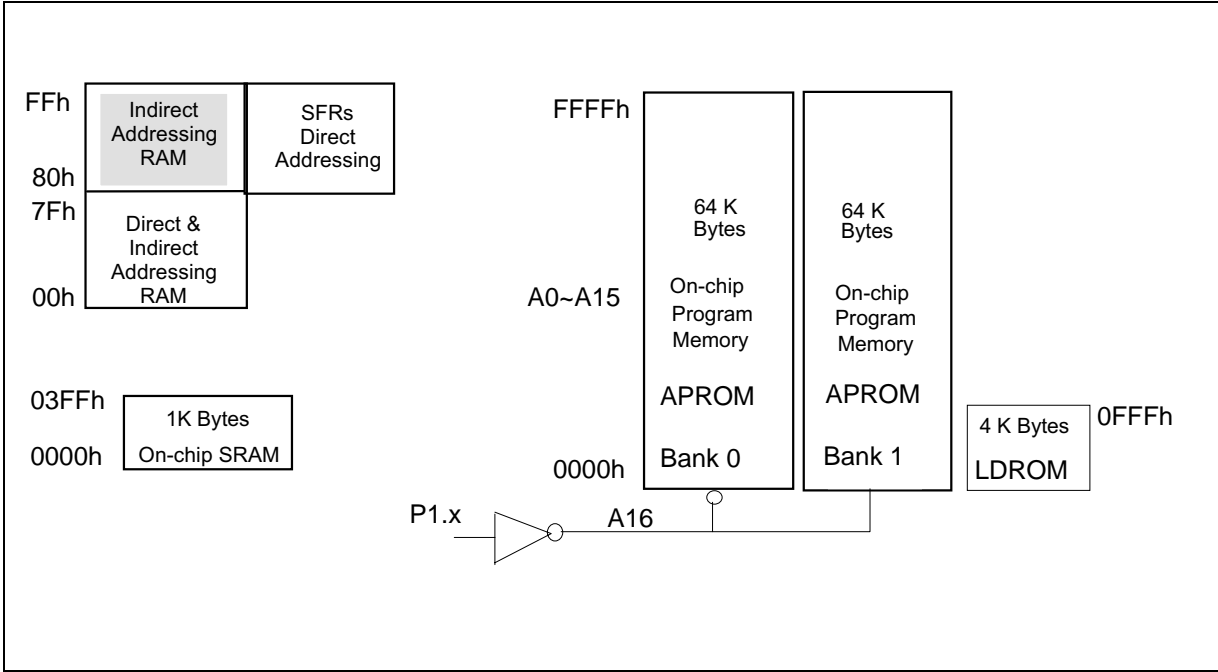 FFh
Indirect
Addressing
RAM
80h
SFRs
Direct
Addressing
7Fh
Direct &
Indirect
Addressing
RAM
00h
03FFh
1K Bytes
On-chip SRAM
0000h
FFFFh
A0~A15
0000h
64 K
Bytes
On-chip
Program
Memory
APROM
Bank 0
64 K
Bytes
On-chip
Program
Memory
APROM
Bank 1
4 K Bytes
LDROM
0FFFh
P1.x
A16